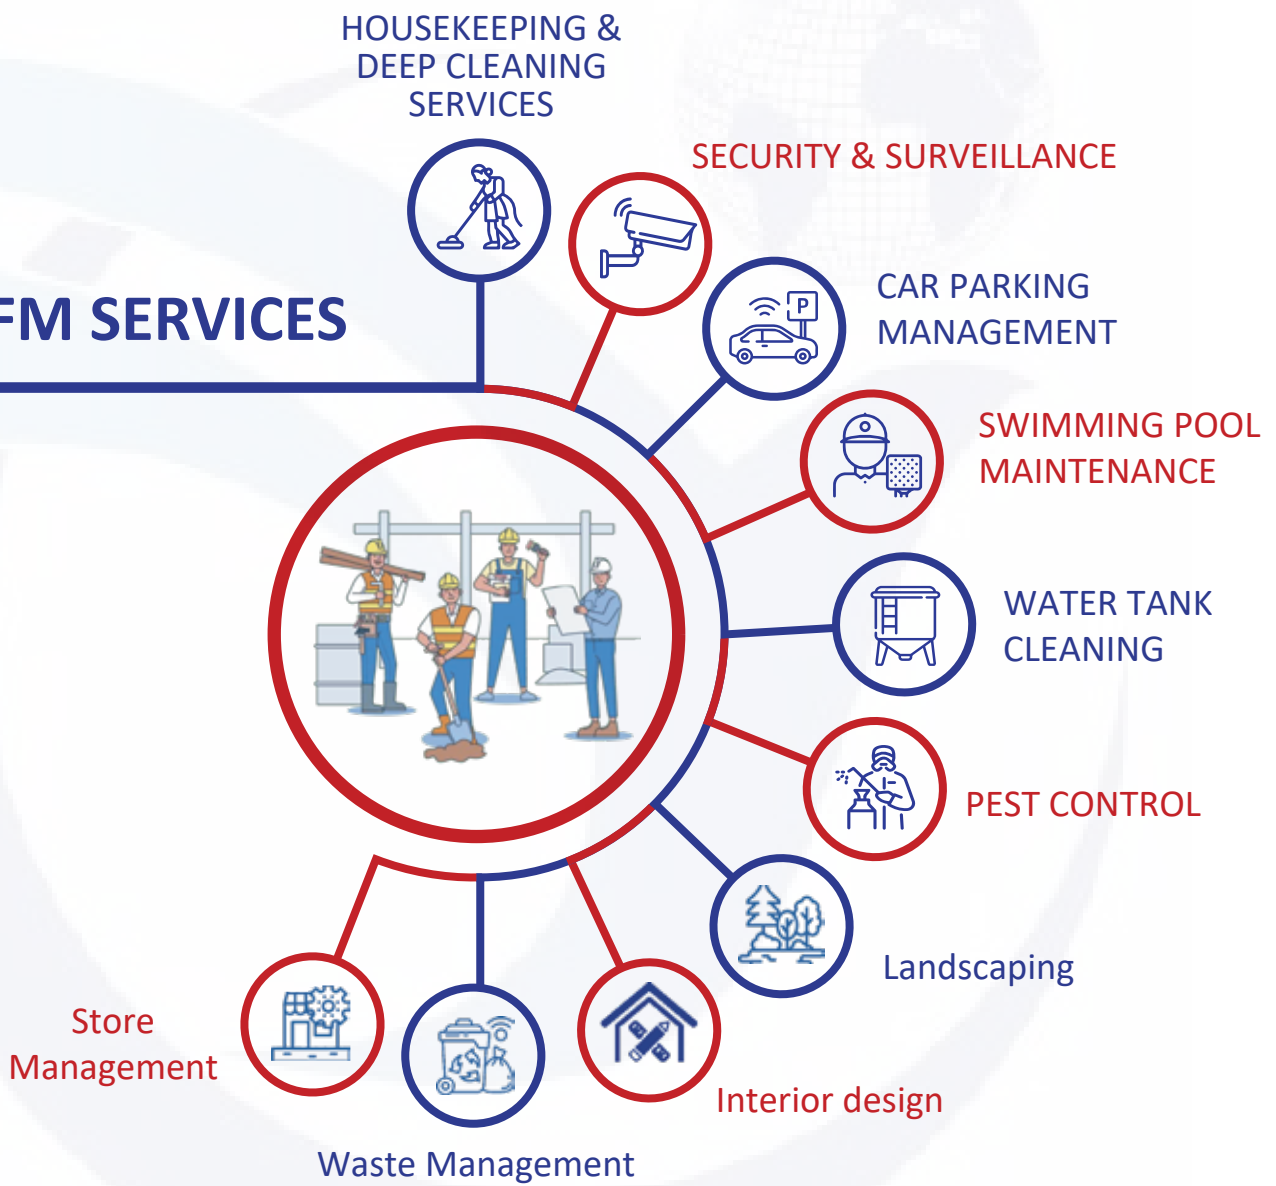 HOUSEKEEPING &
DEEP CLEANING
SERVICES
SECURITY & SURVEILLANCE
FM SERVICES
CAR PARKING
MANAGEMENT
P
SWIMMING POOL
MAINTENANCE
WATER TANK
CLEANING
PEST CONTROL
Landscaping
Store
Management
Interior design
Waste Management